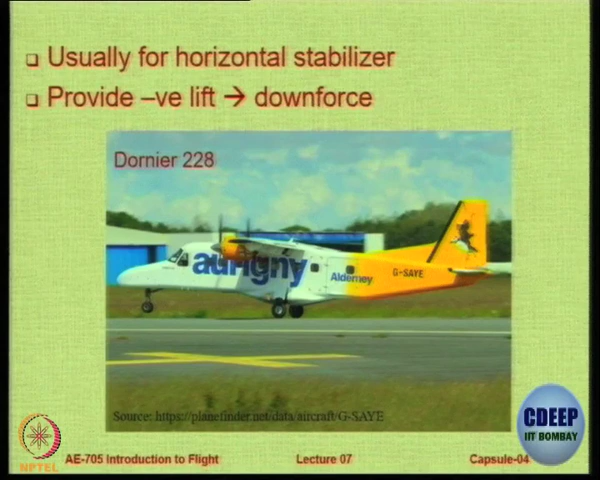 Usually for horizontal stabilizer
Provide –ve lift → downforce
Dornier 228
aurigny
Alderney
G-SAYE
Source: https://planefinder.net/data/aircraft/G-SAYE
CDEEP
IIT BOMBAY
NPTEL
AE-705 Introduction to Flight Lecture 07 Capsule-04